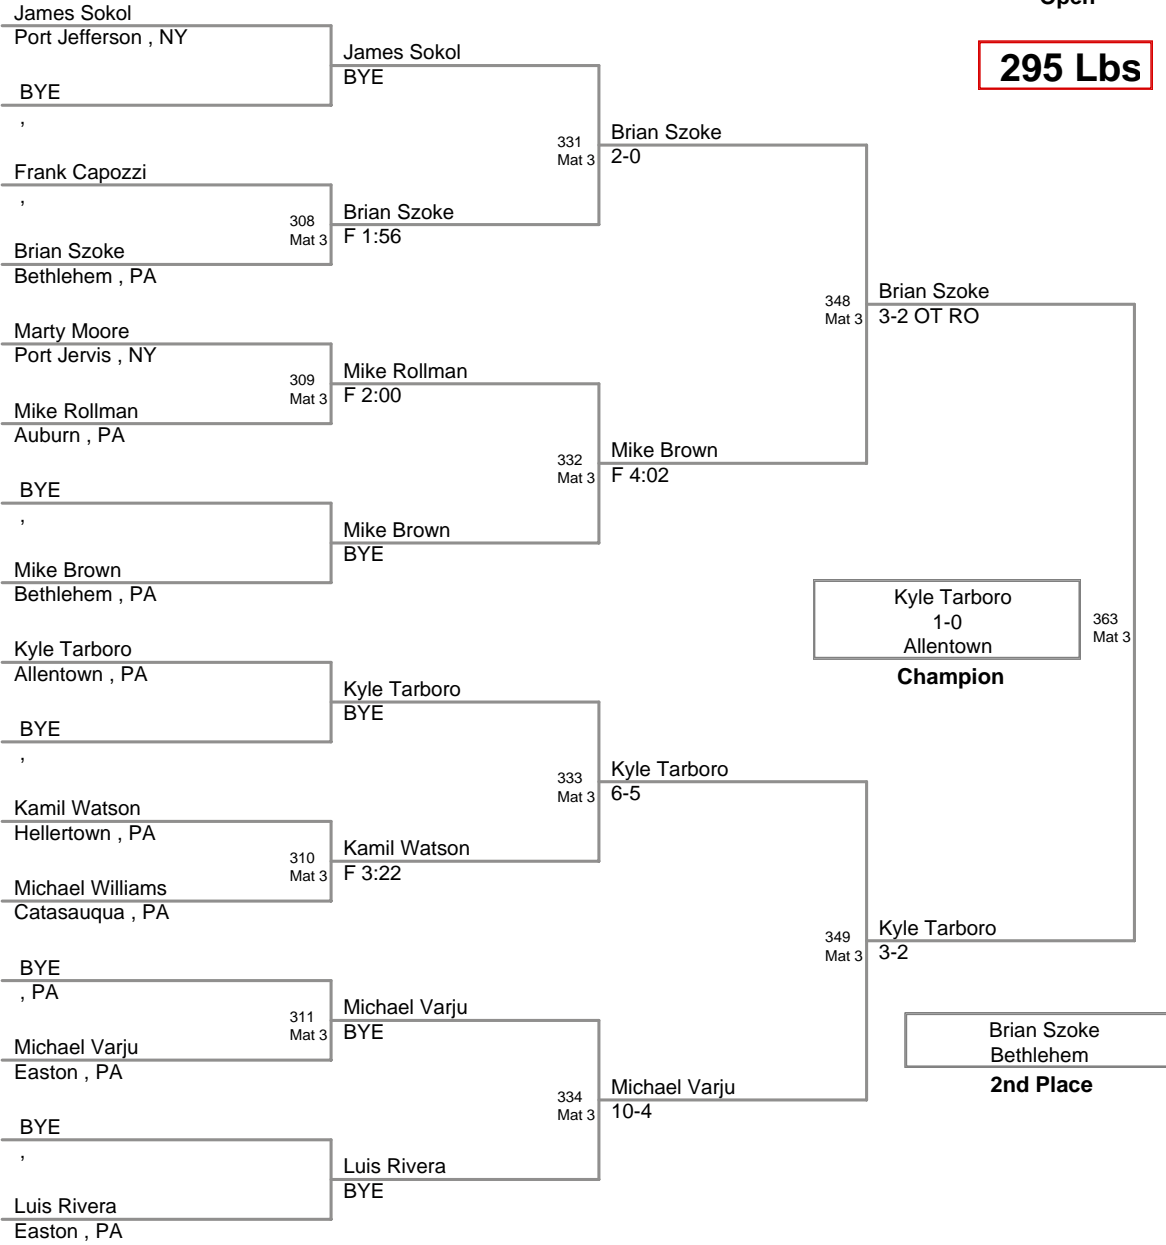 Open
295 Lbs
James Sokol
Port Jefferson , NY
BYE
,
Frank Capozzi
,
Brian Szoke
Bethlehem , PA
Marty Moore
Port Jervis , NY
Mike Rollman
Auburn , PA
BYE
,
Mike Brown
Bethlehem , PA
Kyle Tarboro
Allentown , PA
BYE
,
Kamil Watson
Hellertown , PA
Michael Williams
Catasauqua , PA
BYE
, PA
Michael Varju
Easton , PA
BYE
,
Luis Rivera
Easton , PA
308
Mat 3
309
Mat 3
310
Mat 3
311
Mat 3
James Sokol
BYE
Brian Szoke
F 1:56
Mike Rollman
F 2:00
Mike Brown
BYE
Kyle Tarboro
BYE
Kamil Watson
F 3:22
Michael Varju
BYE
Luis Rivera
BYE
331
Mat 3
332
Mat 3
333
Mat 3
334
Mat 3
Brian Szoke
2-0
Mike Brown
F 4:02
Kyle Tarboro
6-5
Michael Varju
10-4
348
Mat 3
349
Mat 3
Brian Szoke
3-2 OT RO
Kyle Tarboro
3-2
363
Mat 3
Kyle Tarboro
1-0
Allentown
Champion
Brian Szoke
Bethlehem
2nd Place